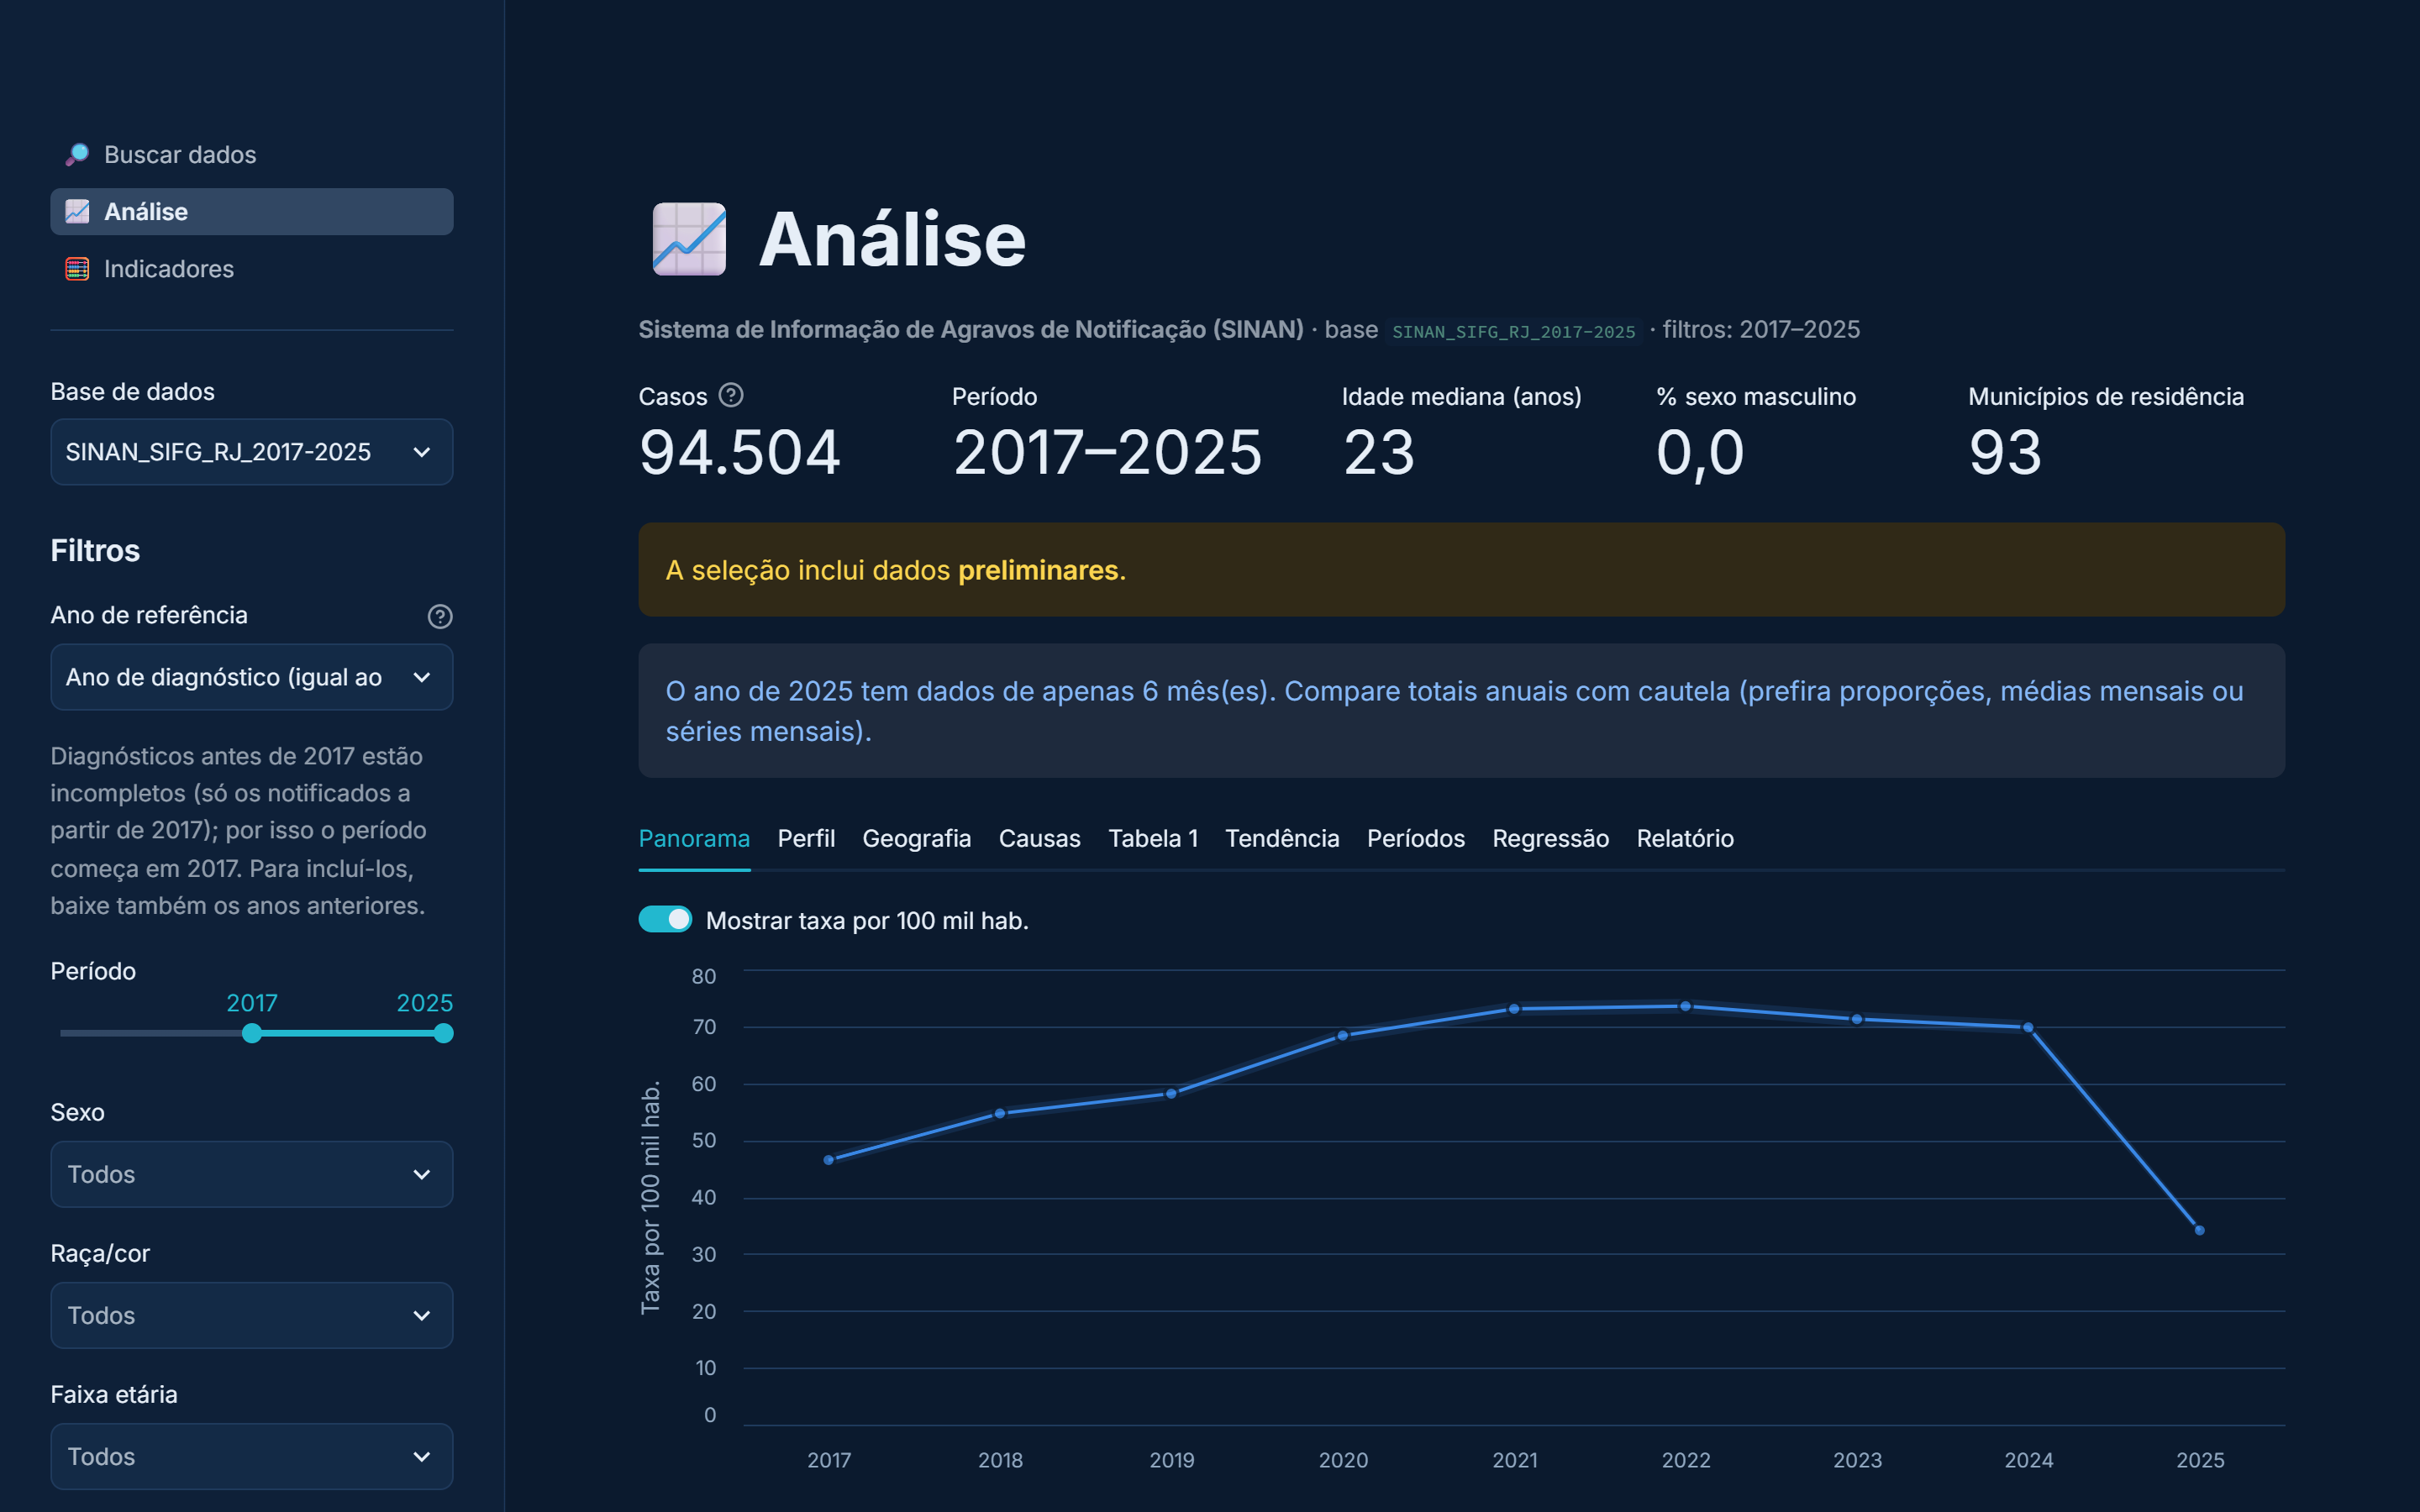 Buscar dados
Análise
Indicadores
Base de dados
SINAN_SIFG_RJ_2017-2025
Filtros
Ano de referência
Ano de diagnóstico (igual ao
Diagnósticos antes de 2017 estão
incompletos (só os notificados a
partir de 2017); por isso o período
começa em 2017. Para incluí-los,
baixe também os anos anteriores.
Período
2017 2025
Sexo
Todos
Raça/cor
Todos
Faixa etária
Todos
Análise
Sistema de Informação de Agravos de Notificação (SINAN) · base SINAN_SIFG_RJ_2017-2025 · filtros: 2017–2025
Casos Período Idade mediana (anos) % sexo masculino Municípios de residência
94.504 2017–2025 23 0,0 93
A seleção inclui dados preliminares.
O ano de 2025 tem dados de apenas 6 mês(es). Compare totais anuais com cautela (prefira proporções, médias mensais ou
séries mensais).
Panorama Perfil Geografia Causas Tabela 1 Tendência Períodos Regressão Relatório
Mostrar taxa por 100 mil hab.
Taxa por 100 mil hab.
80
70
60
50
40
30
20
10
0
2017 2018 2019 2020 2021 2022 2023 2024 2025